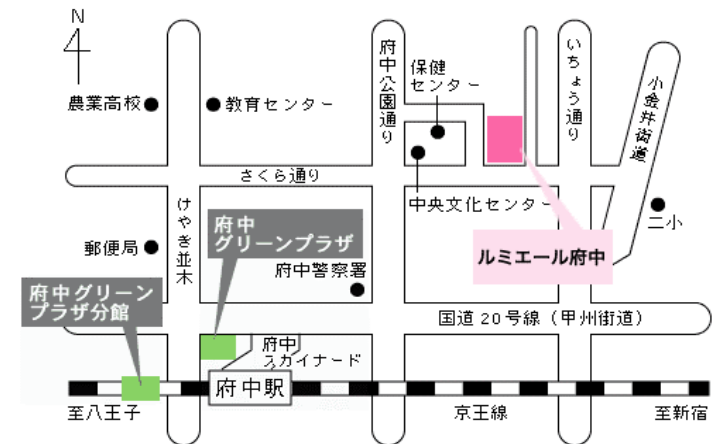 N
農業高校
教育センター
府中公園通り
保健
センター
いちょう通り
小金井街道
さくら通り
中央文化センター
けやき並木
二小
郵便局
府中
グリーンプラザ
府中警察署
ルミエール府中
府中グリーン
プラザ分館
国道20号線（甲州街道）
府中
スカイナード
府中駅
至八王子
京王線
至新宿